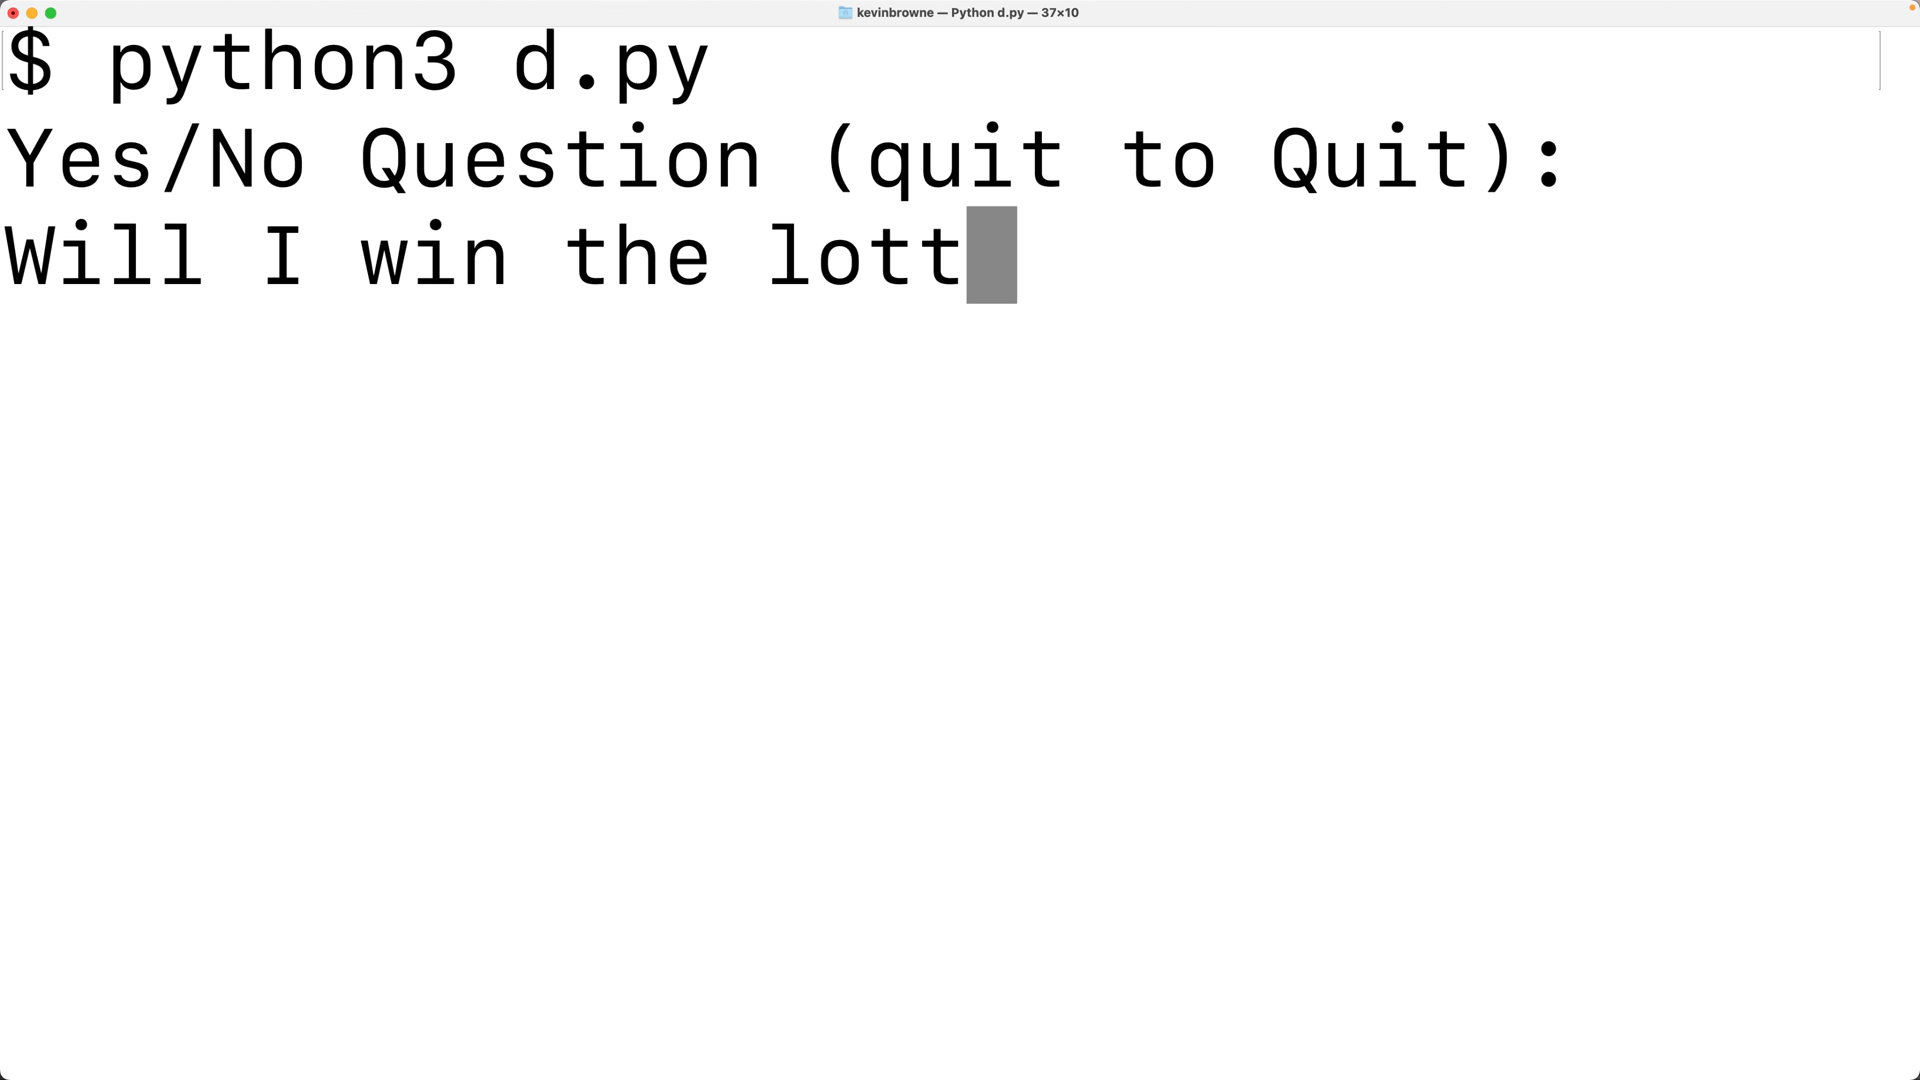 kevinbrowne — Python d.py — 37×10
$ python3 d.py
Yes/No Question (quit to Quit):
Will I win the lott